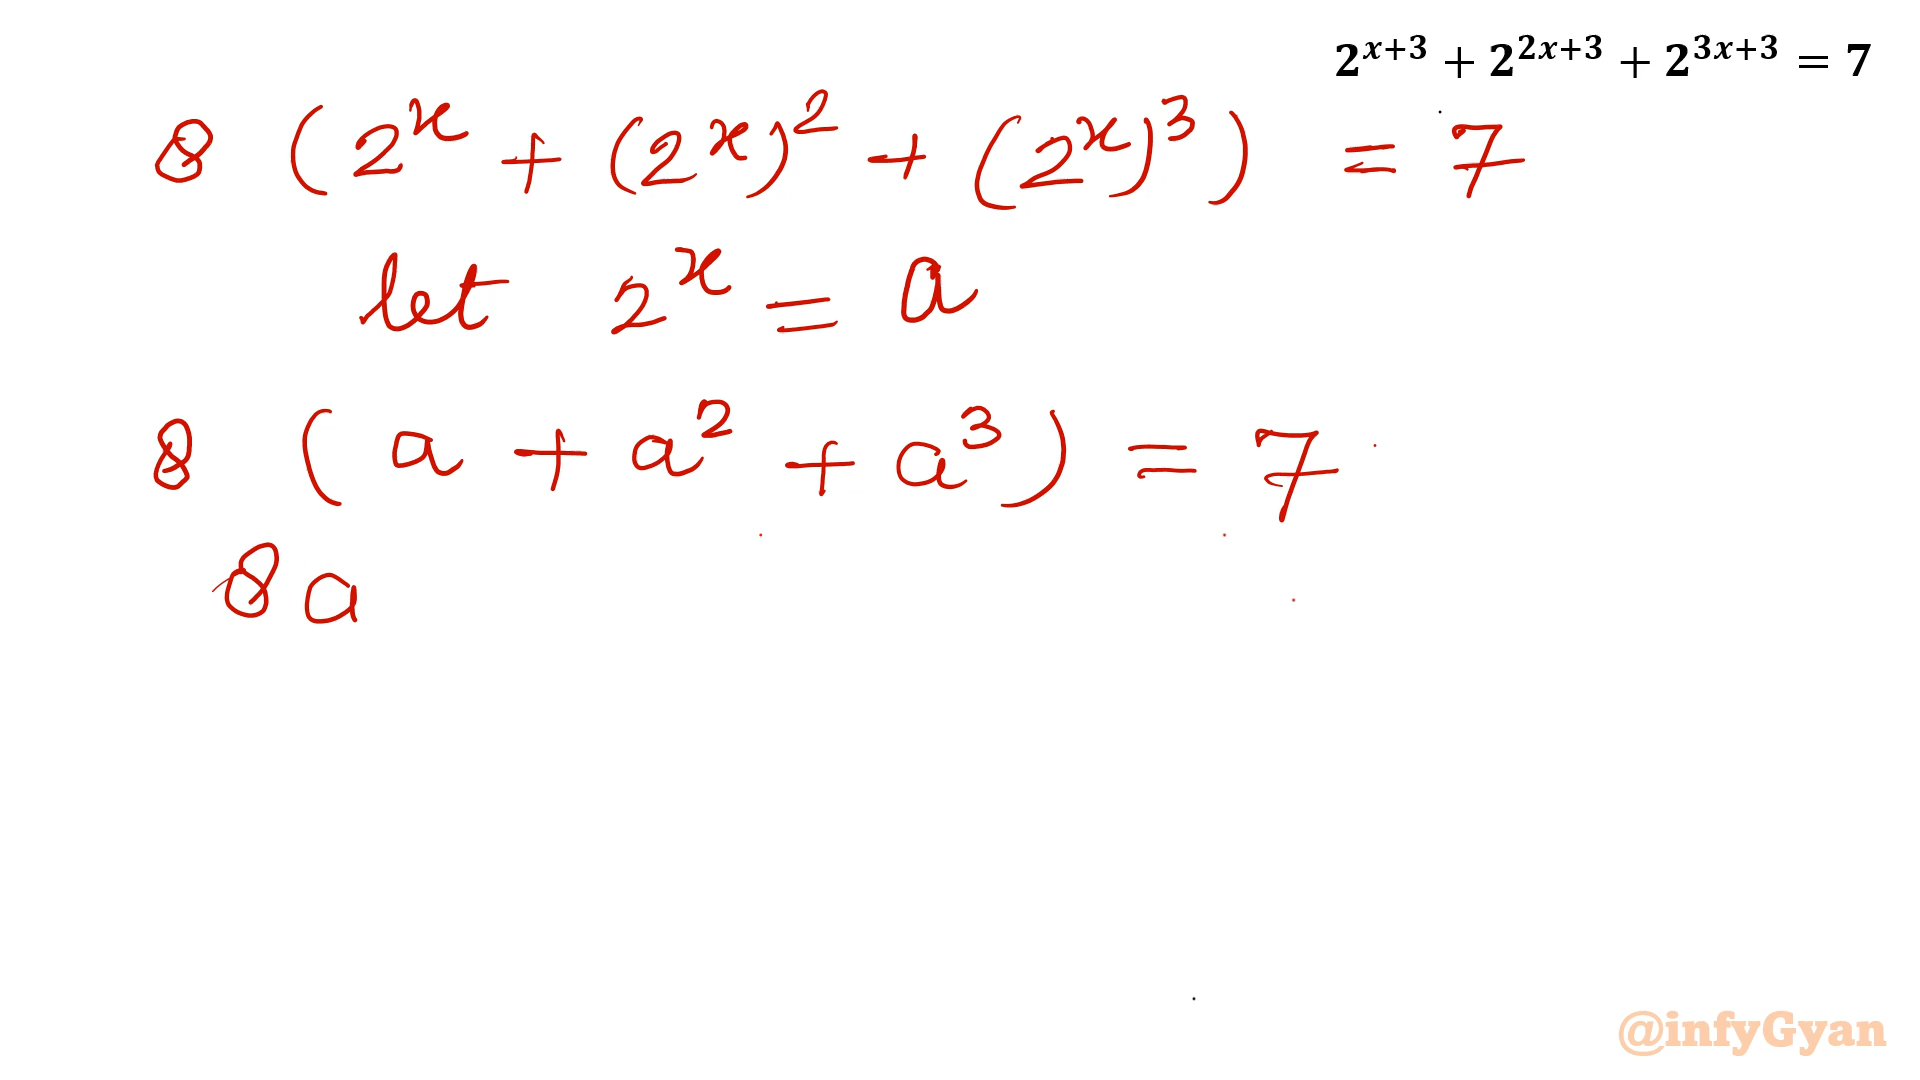 2^{x+3} + 2^{2x+3} + 2^{3x+3} = 7
8 (2^x + (2^x)^2 + (2^x)^3) = 7
let 2^x = a
8 (a + a^2 + a^3) = 7
8a
@infyGyan